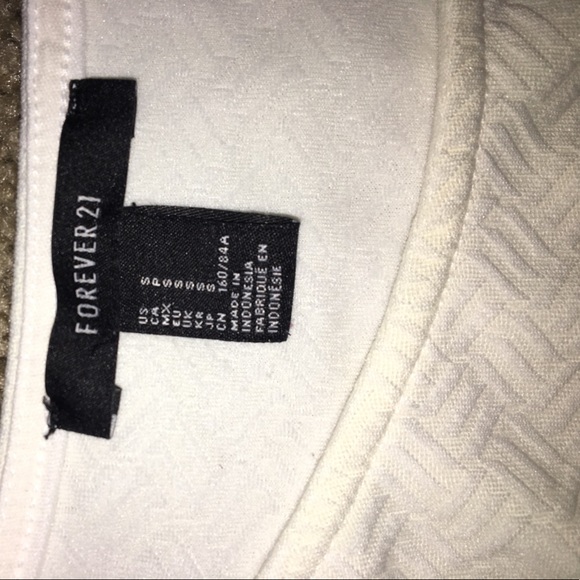 FOREVER 21
US S
CA P
MX S
EU S
UK S
KR S
JP S
CN 160/84A
MADE IN
INDONESIA
FABRIQUÉ EN
INDONÉSIE